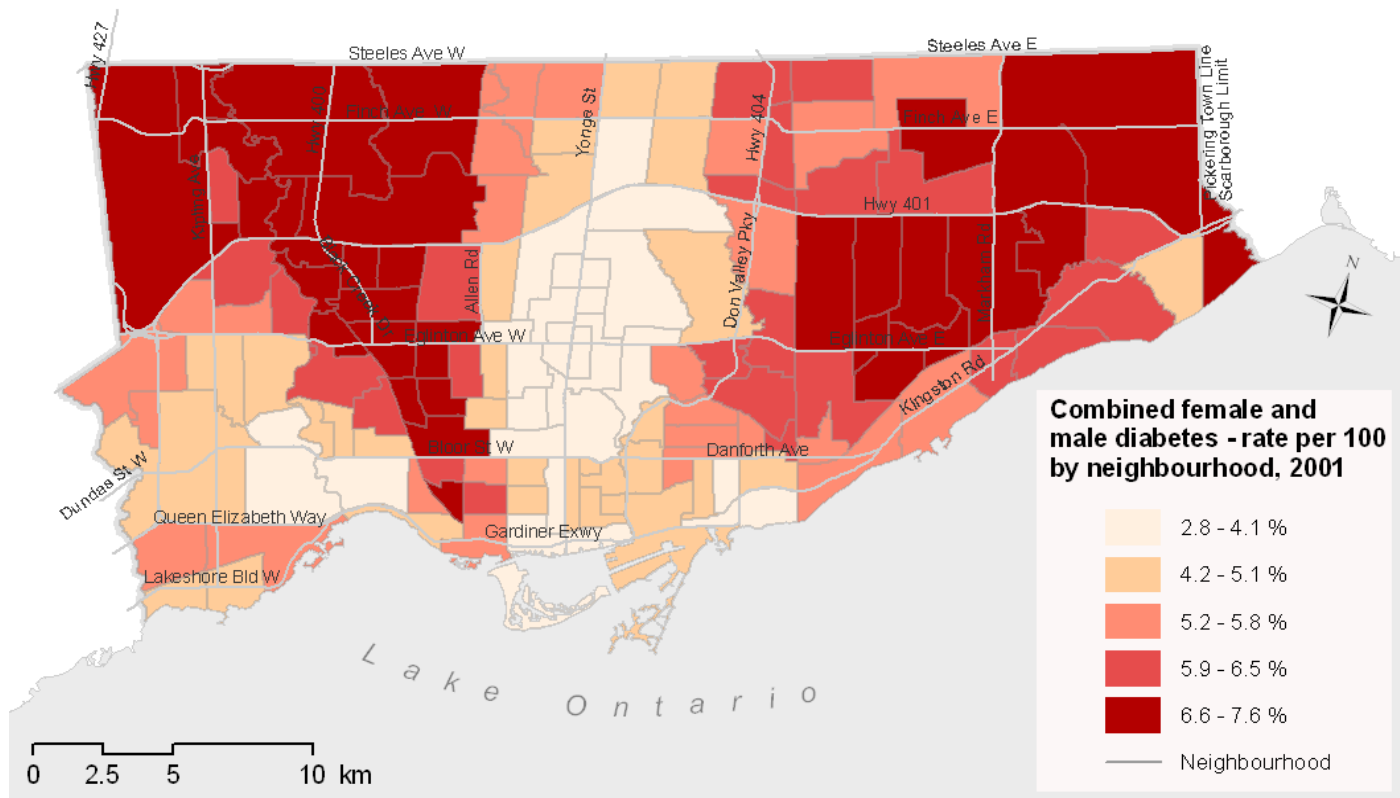 Hwy 427
Steeles Ave W
Steeles Ave E
Pickering Town Line
Scarborough Limit
Hwy 400
Finch Ave W
Yonge St
Hwy 404
Finch Ave E
Kipling Ave
Hwy 401
Black Creek Dr
Allen Rd
Don Valley Pky
Markham Rd
N
Eglinton Ave W
Eglinton Ave E
Kingston Rd
Bloor St W
Danforth Ave
Dundas St W
Queen Elizabeth Way
Gardiner Exwy
Lakeshore Bld W
Lake Ontario
Combined female and
male diabetes - rate per 100
by neighbourhood, 2001
2.8 - 4.1 %
4.2 - 5.1 %
5.2 - 5.8 %
5.9 - 6.5 %
6.6 - 7.6 %
Neighbourhood
0 2.5 5 10 km